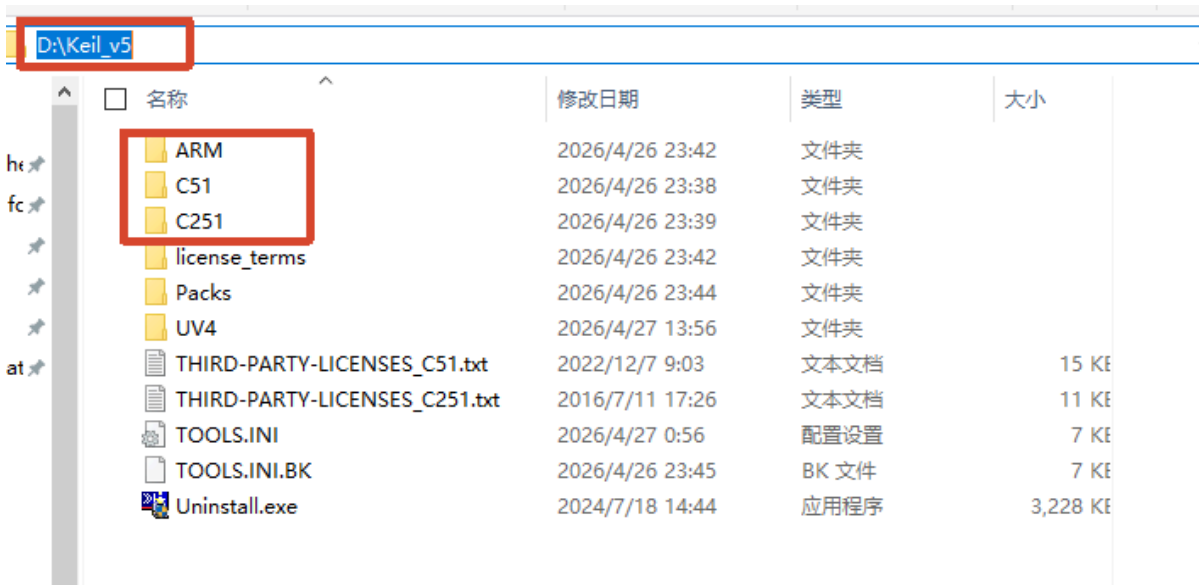 D:\Keil_v5
名称 修改日期 类型 大小
ARM 2026/4/26 23:42 文件夹
he
C51 2026/4/26 23:38 文件夹
fc
C251 2026/4/26 23:39 文件夹
license_terms 2026/4/26 23:42 文件夹
Packs 2026/4/26 23:44 文件夹
UV4 2026/4/27 13:56 文件夹
at
THIRD-PARTY-LICENSES_C51.txt 2022/12/7 9:03 文本文档 15 KB
THIRD-PARTY-LICENSES_C251.txt 2016/7/11 17:26 文本文档 11 KB
TOOLS.INI 2026/4/27 0:56 配置设置 7 KB
TOOLS.INI.BK 2026/4/26 23:45 BK 文件 7 KB
Uninstall.exe 2024/7/18 14:44 应用程序 3,228 KB